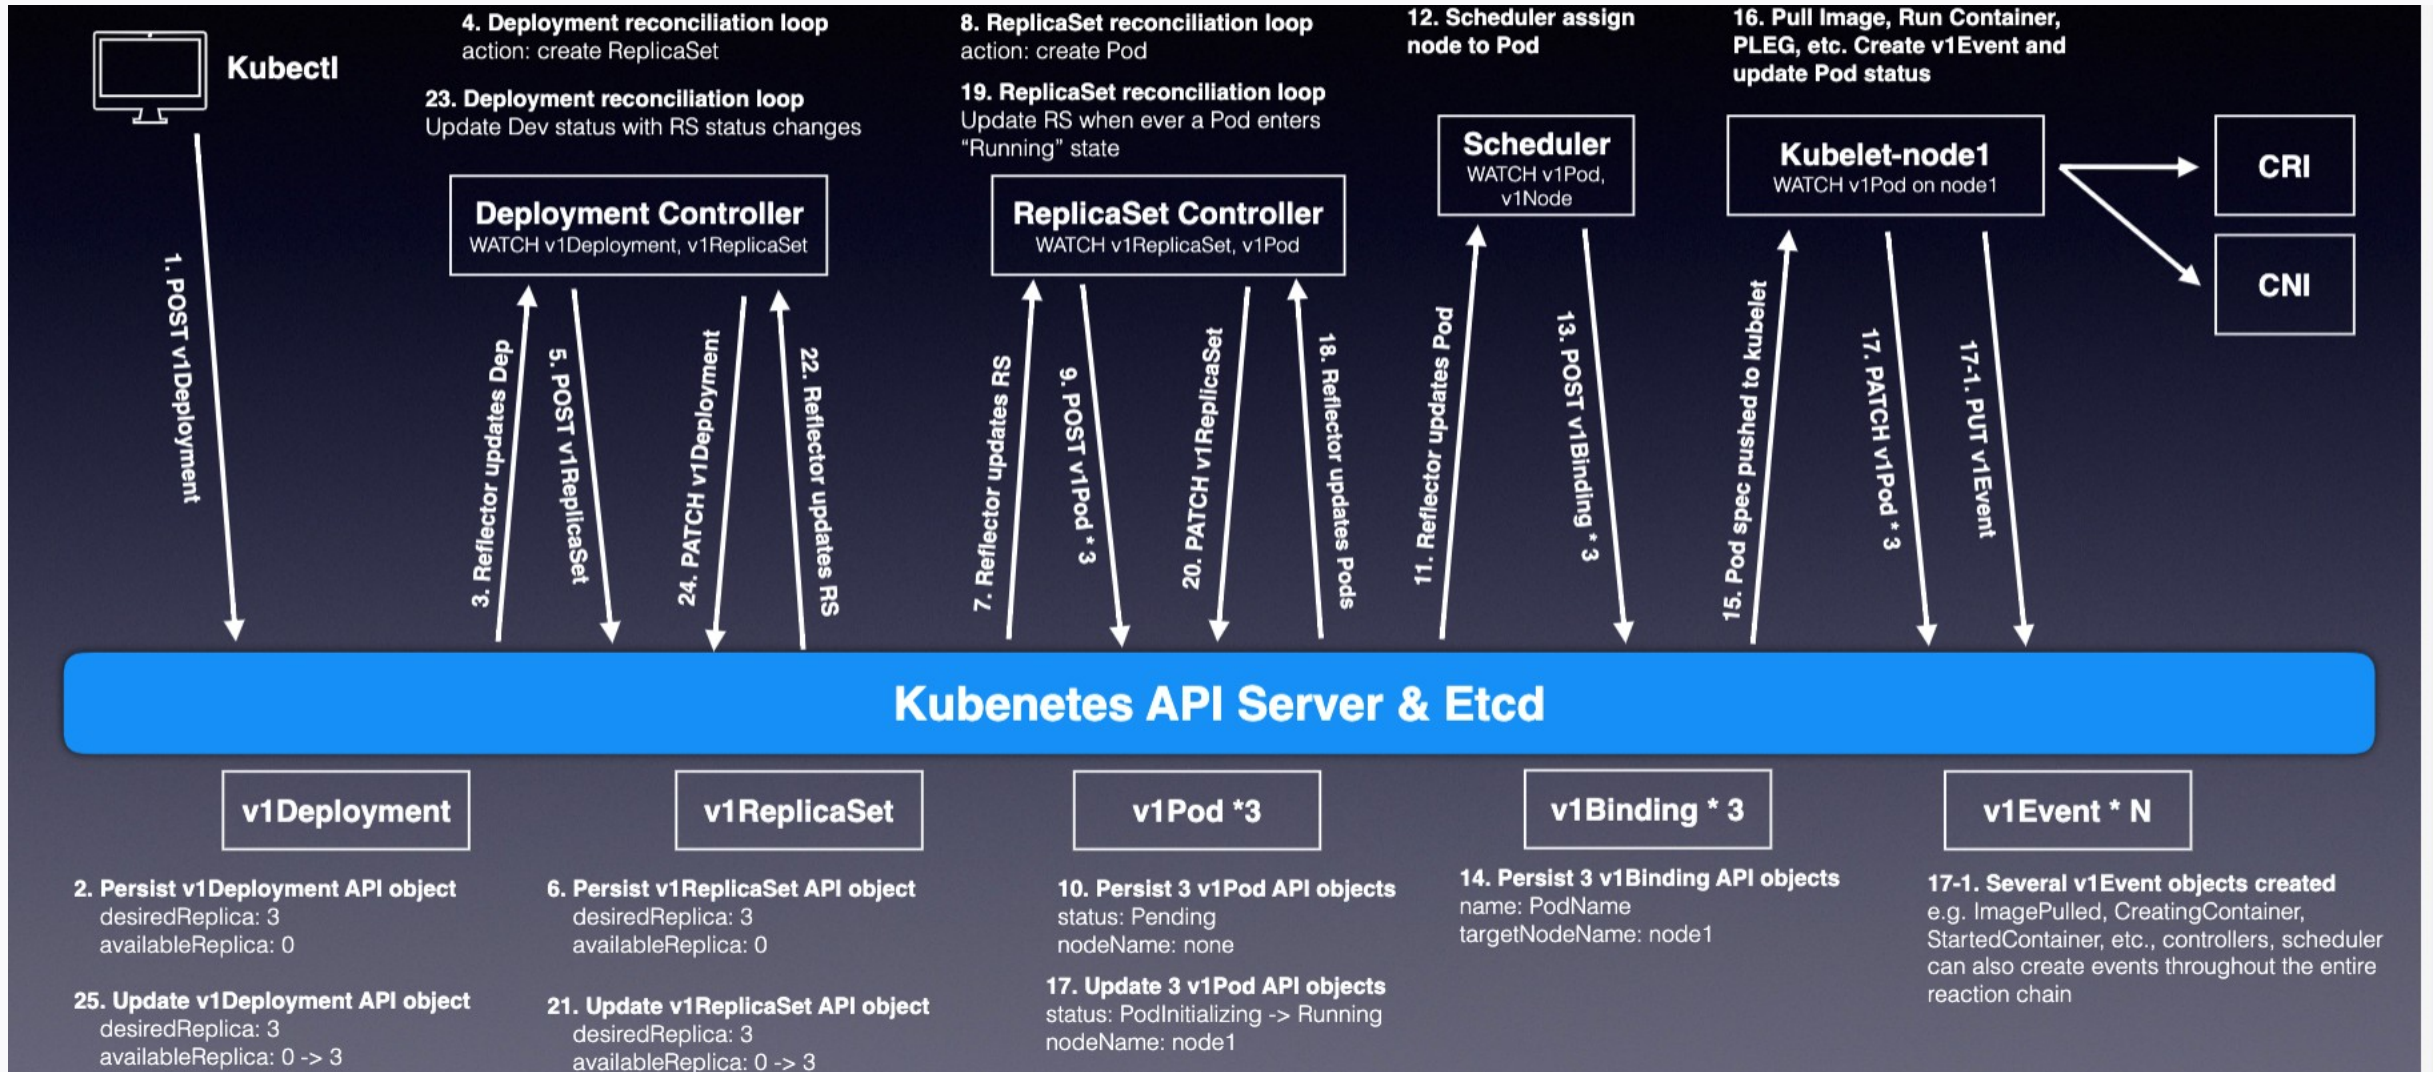 Kubectl
4. Deployment reconciliation loop
action: create ReplicaSet
23. Deployment reconciliation loop
Update Dev status with RS status changes
8. ReplicaSet reconciliation loop
action: create Pod
19. ReplicaSet reconciliation loop
Update RS when ever a Pod enters
“Running” state
12. Scheduler assign
node to Pod
16. Pull Image, Run Container,
PLEG, etc. Create v1Event and
update Pod status
Deployment Controller
WATCH v1Deployment, v1ReplicaSet
ReplicaSet Controller
WATCH v1ReplicaSet, v1Pod
Scheduler
WATCH v1Pod,
v1Node
Kubelet-node1
WATCH v1Pod on node1
CRI
CNI
1. POST v1Deployment
3. Reflector updates Dep
5. POST v1ReplicaSet
24. PATCH v1Deployment
22. Reflector updates RS
7. Reflector updates RS
9. POST v1Pod * 3
20. PATCH v1ReplicaSet
18. Reflector updates Pods
11. Reflector updates Pod
13. POST v1Binding * 3
15. Pod spec pushed to kubelet
17. PATCH v1Pod * 3
17-1. PUT v1Event
Kubenetes API Server & Etcd
v1Deployment
v1ReplicaSet
v1Pod *3
v1Binding * 3
v1Event * N
2. Persist v1Deployment API object
desiredReplica: 3
availableReplica: 0
25. Update v1Deployment API object
desiredReplica: 3
availableReplica: 0 -> 3
6. Persist v1ReplicaSet API object
desiredReplica: 3
availableReplica: 0
21. Update v1ReplicaSet API object
desiredReplica: 3
availableReplica: 0 -> 3
10. Persist 3 v1Pod API objects
status: Pending
nodeName: none
17. Update 3 v1Pod API objects
status: PodInitializing -> Running
nodeName: node1
14. Persist 3 v1Binding API objects
name: PodName
targetNodeName: node1
17-1. Several v1Event objects created
e.g. ImagePulled, CreatingContainer,
StartedContainer, etc., controllers, scheduler
can also create events throughout the entire
reaction chain